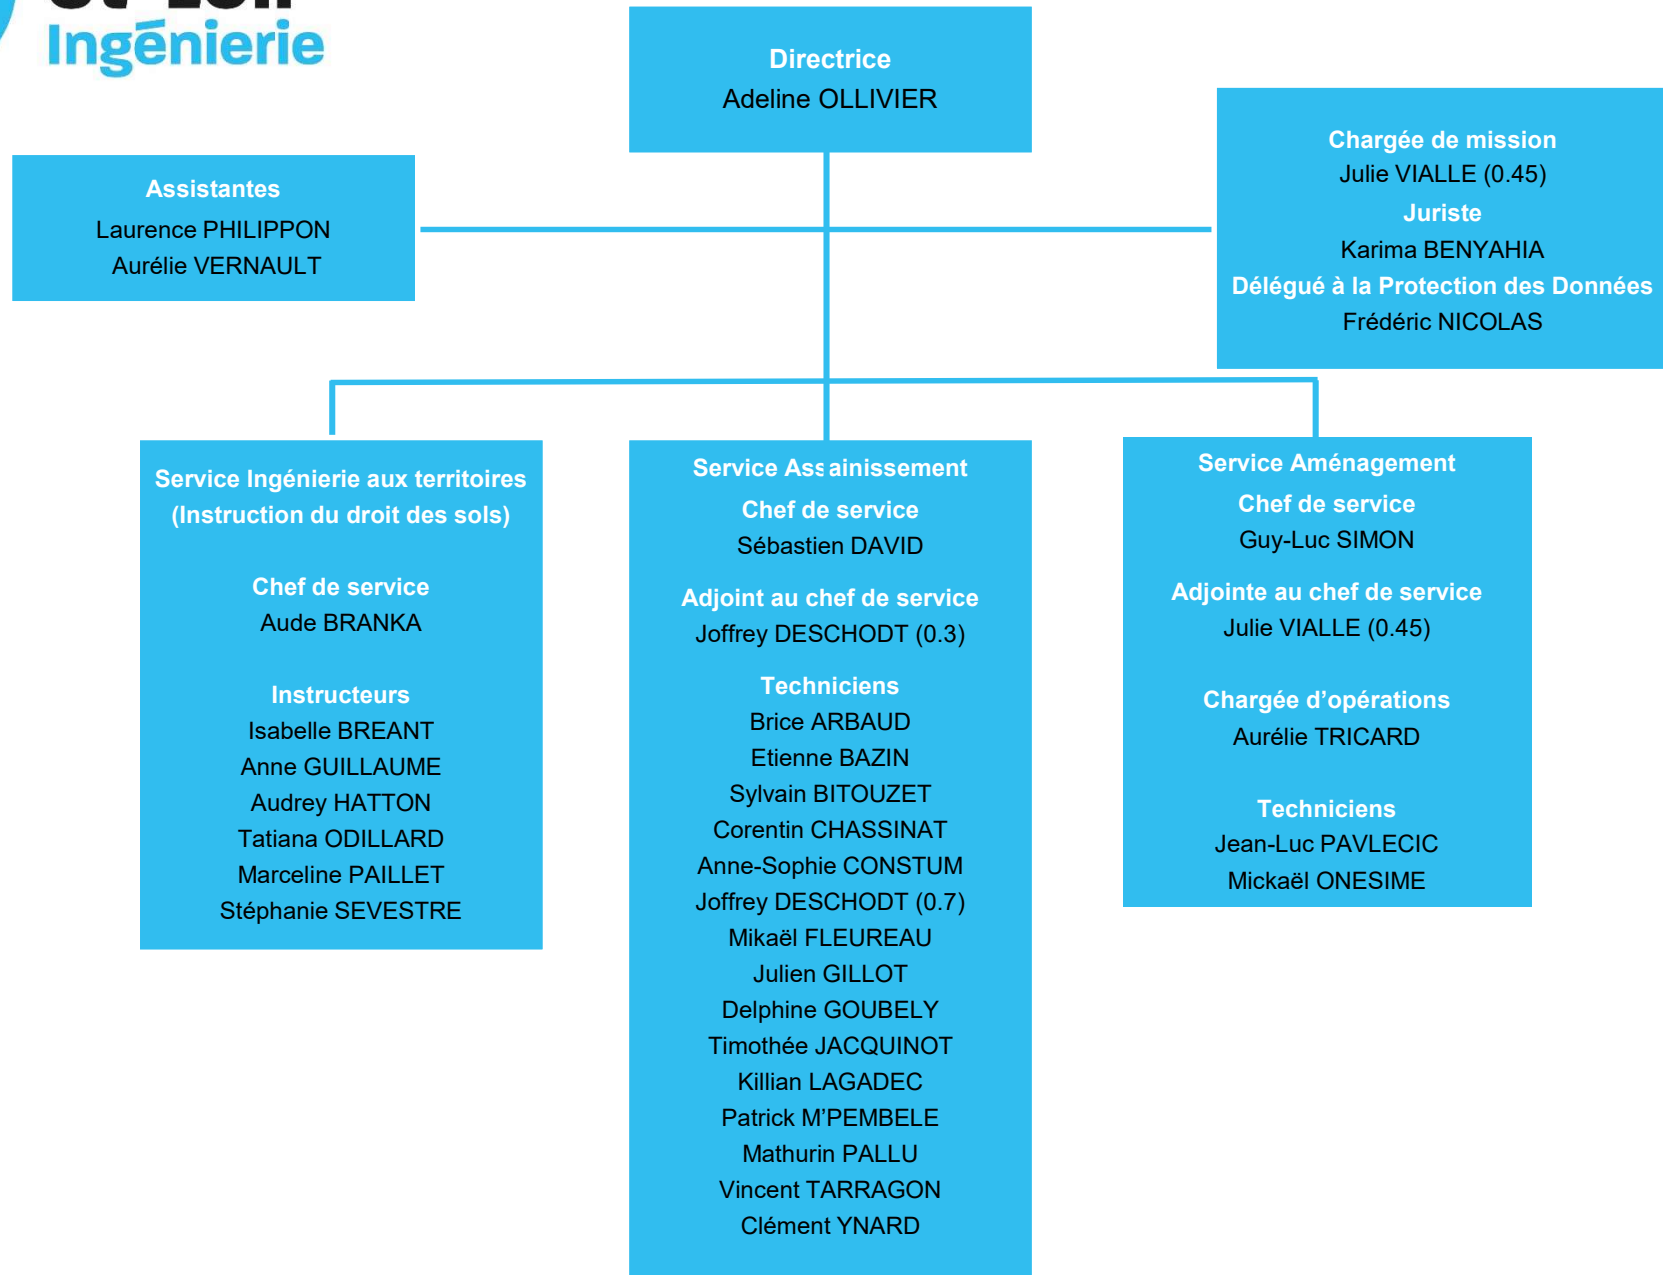 Ingénierie
Directrice
Adeline OLLIVIER
Assistantes
Laurence PHILIPPON
Aurélie VERNAULT
Chargée de mission
Julie VIALLE (0.45)
Juriste
Karima BENYAHIA
Délégué à la Protection des Données
Frédéric NICOLAS
Service Ingénierie aux territoires
(Instruction du droit des sols)
Chef de service
Aude BRANKA
Instructeurs
Isabelle BREANT
Anne GUILLAUME
Audrey HATTON
Tatiana ODILLARD
Marceline PAILLET
Stéphanie SEVESTRE
Service Assainissement
Chef de service
Sébastien DAVID
Adjoint au chef de service
Joffrey DESCHODT (0.3)
Techniciens
Brice ARBAUD
Etienne BAZIN
Sylvain BITOUZET
Corentin CHASSINAT
Anne-Sophie CONSTUM
Joffrey DESCHODT (0.7)
Mikaël FLEUREAU
Julien GILLOT
Delphine GOUBELY
Timothée JACQUINOT
Killian LAGADEC
Patrick M’PEMBELE
Mathurin PALLU
Vincent TARRAGON
Clément YNARD
Service Aménagement
Chef de service
Guy-Luc SIMON
Adjointe au chef de service
Julie VIALLE (0.45)
Chargée d’opérations
Aurélie TRICARD
Techniciens
Jean-Luc PAVLECIC
Mickaël ONESIME